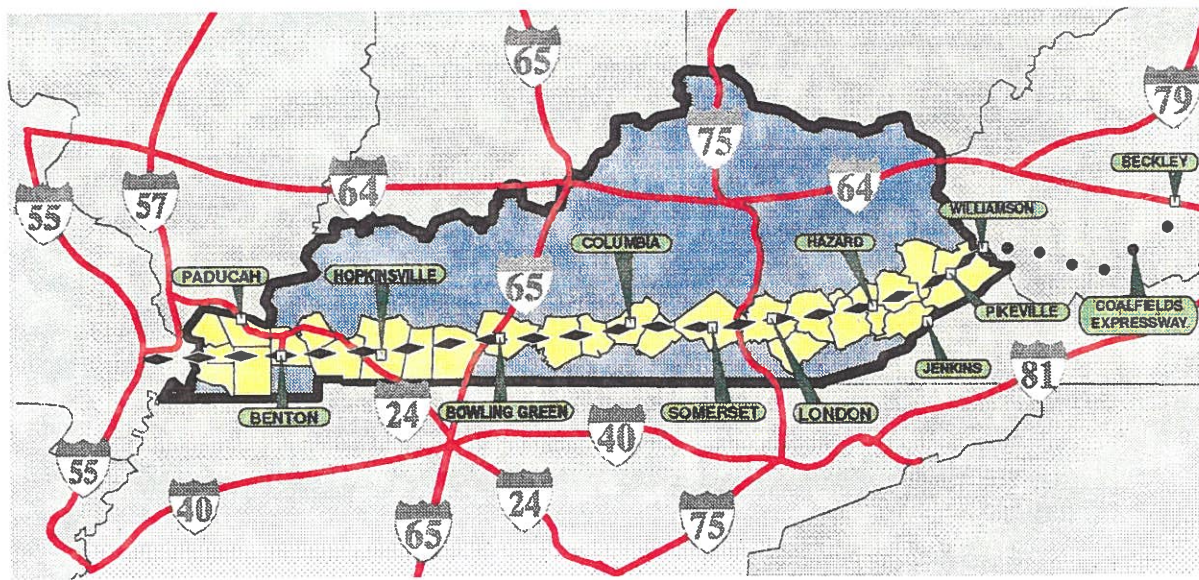 65
79
75
BECKLEY
64
64
55
57
WILLIAMSON
COLUMBIA
HAZARD
PADUCAH
HOPKINSVILLE
65
PIKEVILLE
COALFIELDS
EXPRESSWAY
JENKINS
81
BENTON
24
BOWLING GREEN
SOMERSET
LONDON
40
55
40
24
65
75